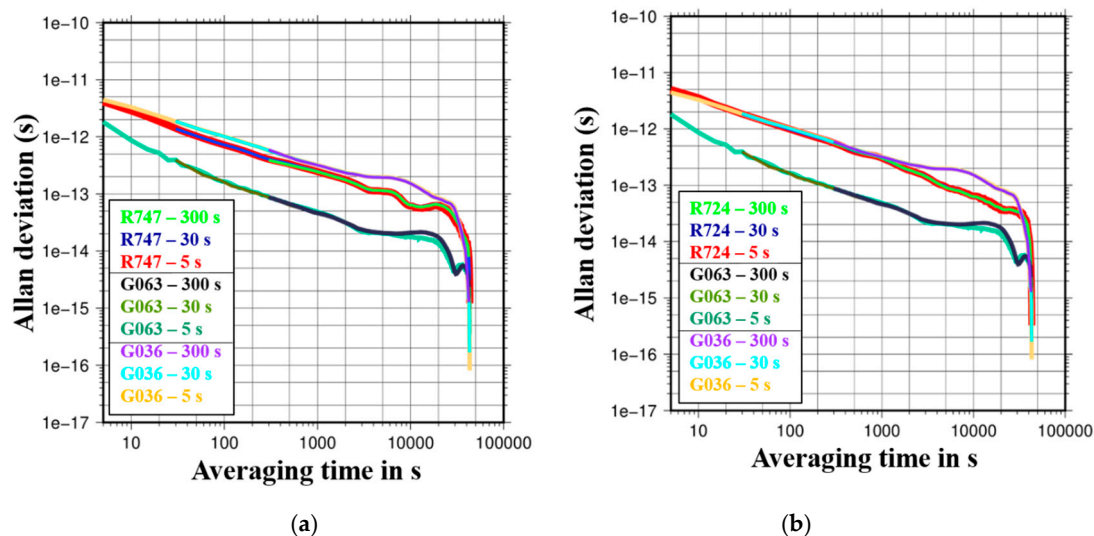 1e−10
1e−11
1e−12
1e−13
1e−14
1e−15
1e−16
1e−17
Allan deviation (s)
R747 – 300 s
R747 – 30 s
R747 – 5 s
G063 – 300 s
G063 – 30 s
G063 – 5 s
G036 – 300 s
G036 – 30 s
G036 – 5 s
10 100 1000 10000 100000
Averaging time in s
(a)
1e−10
1e−11
1e−12
1e−13
1e−14
1e−15
1e−16
1e−17
Allan deviation (s)
R724 – 300 s
R724 – 30 s
R724 – 5 s
G063 – 300 s
G063 – 30 s
G063 – 5 s
G036 – 300 s
G036 – 30 s
G036 – 5 s
10 100 1000 10000 100000
Averaging time in s
(b)